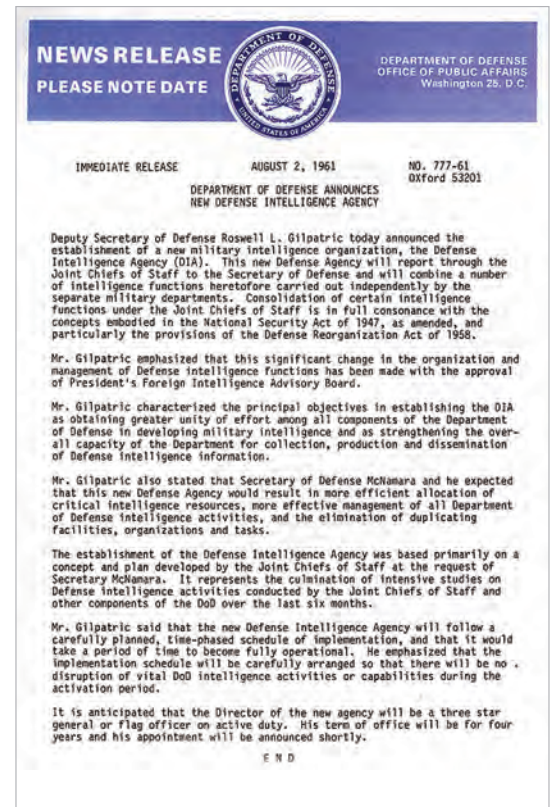 NEWS RELEASE
PLEASE NOTE DATE
DEPARTMENT OF DEFENSE
UNITED STATES OF AMERICA
DEPARTMENT OF DEFENSE
OFFICE OF PUBLIC AFFAIRS
Washington 25, D.C.
IMMEDIATE RELEASE AUGUST 2, 1961 NO. 777-61
OXford 53201
DEPARTMENT OF DEFENSE ANNOUNCES
NEW DEFENSE INTELLIGENCE AGENCY
Deputy Secretary of Defense Roswell L. Gilpatric today announced the
establishment of a new military intelligence organization, the Defense
Intelligence Agency (DIA). This new Defense Agency will report through the
Joint Chiefs of Staff to the Secretary of Defense and will combine a number
of intelligence functions heretofore carried out independently by the
separate military departments. Consolidation of certain intelligence
functions under the Joint Chiefs of Staff is in full consonance with the
concepts embodied in the National Security Act of 1947, as amended, and
particularly the provisions of the Defense Reorganization Act of 1958.
Mr. Gilpatric emphasized that this significant change in the organization and
management of Defense intelligence functions has been made with the approval
of President's Foreign Intelligence Advisory Board.
Mr. Gilpatric characterized the principal objectives in establishing the DIA
as obtaining greater unity of effort among all components of the Department
of Defense in developing military intelligence and as strengthening the over-
all capacity of the Department for collection, production and dissemination
of Defense intelligence information.
Mr. Gilpatric also stated that Secretary of Defense McNamara and he expected
that this new Defense Agency would result in more efficient allocation of
critical intelligence resources, more effective management of all Department
of Defense intelligence activities, and the elimination of duplicating
facilities, organizations and tasks.
The establishment of the Defense Intelligence Agency was based primarily on a
concept and plan developed by the Joint Chiefs of Staff at the request of
Secretary McNamara. It represents the culmination of intensive studies on
Defense intelligence activities conducted by the Joint Chiefs of Staff and
other components of the DoD over the last six months.
Mr. Gilpatric said that the new Defense Intelligence Agency will follow a
carefully planned, time-phased schedule of implementation, and that it would
take a period of time to become fully operational. He emphasized that the
implementation schedule will be carefully arranged so that there will be no
disruption of vital DoD intelligence activities or capabilities during the
activation period.
It is anticipated that the Director of the new agency will be a three star
general or flag officer on active duty. His term of office will be for four
years and his appointment will be announced shortly.
E N D